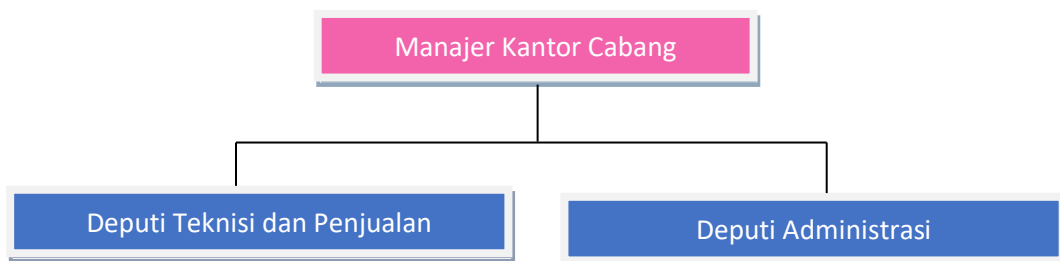 Manajer Kantor Cabang
Deputi Teknisi dan Penjualan
Deputi Administrasi